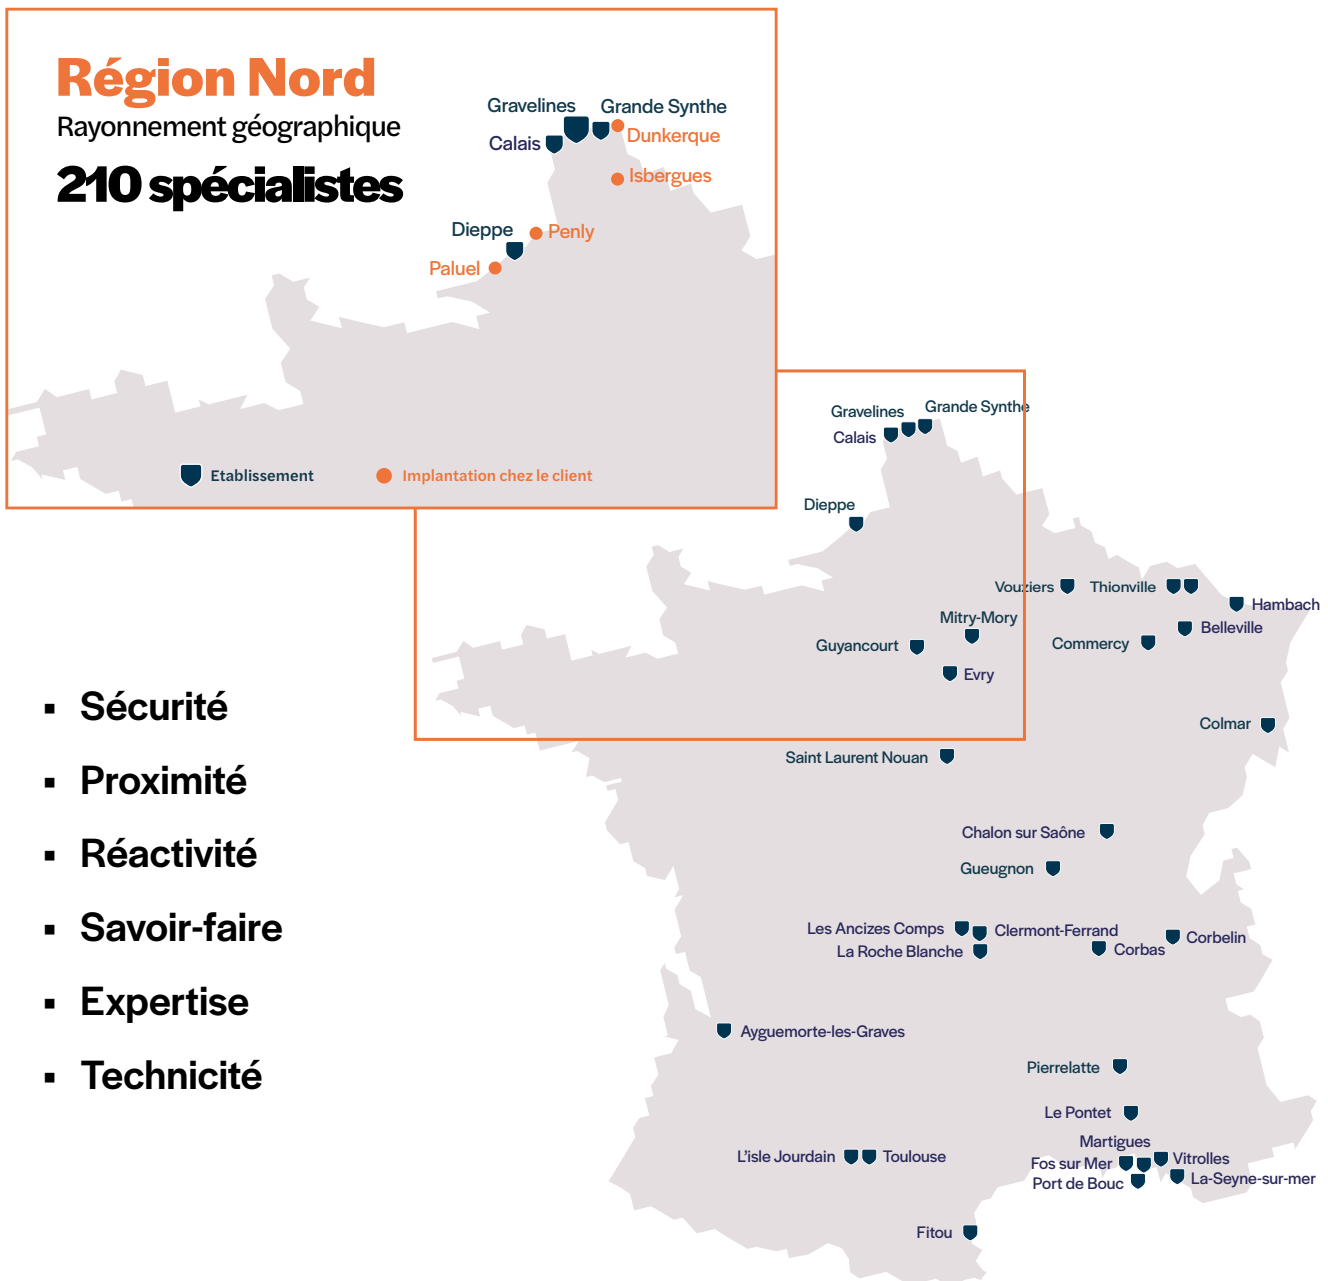 Région Nord
Rayonnement géographique
210 spécialistes
Gravelines
Grande Synthe
Calais
Dunkerque
Isbergues
Dieppe
Penly
Paluel
Etablissement
Implantation chez le client
Gravelines
Grande Synthe
Calais
Dieppe
Vouziers
Thionville
Hambach
Mitry-Mory
Belleville
Guyancourt
Commercy
Evry
Colmar
Saint Laurent Nouan
Chalon sur Saône
Gueugnon
Les Ancizes Comps
Clermont-Ferrand
Corbelin
La Roche Blanche
Corbas
Ayguemorte-les-Graves
Pierrelatte
Le Pontet
Martigues
L'isle Jourdain
Toulouse
Vitrolles
Fos sur Mer
La-Seyne-sur-mer
Port de Bouc
Fitou
▪ Sécurité
▪ Proximité
▪ Réactivité
▪ Savoir-faire
▪ Expertise
▪ Technicité